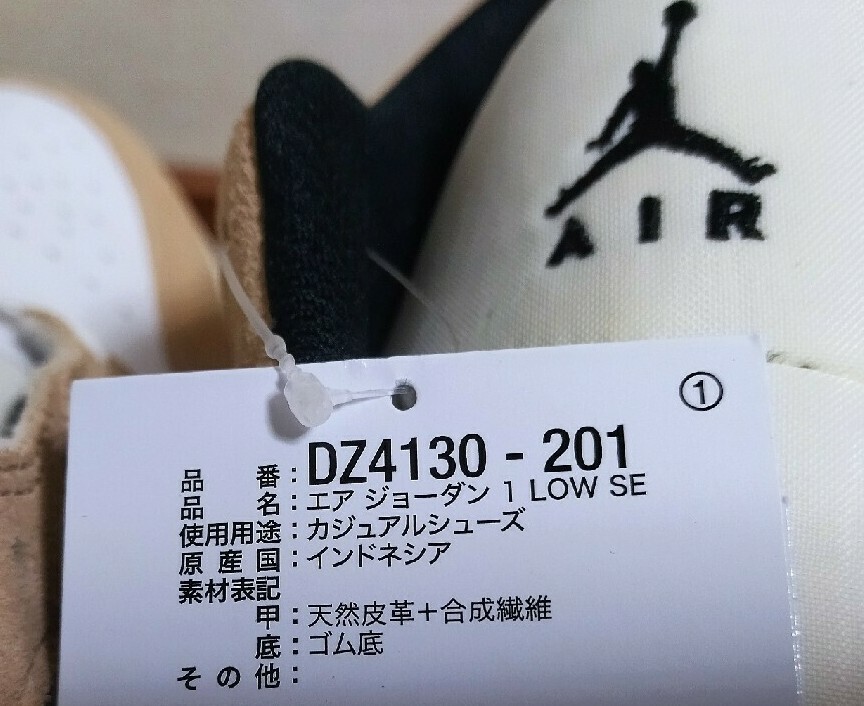 AIR
①
品番:DZ4130-201
品名:エア ジョーダン 1 LOW SE
使用用途:カジュアルシューズ
原産国:インドネシア
素材表記
甲:天然皮革+合成繊維
底:ゴム底
その他: